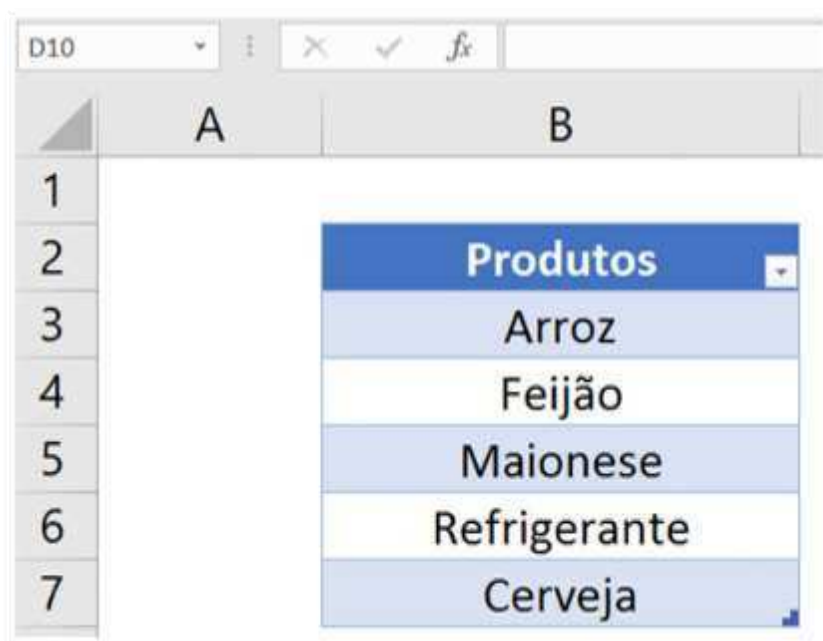 D10 fx
A B
1
2 Produtos
3 Arroz
4 Feijão
5 Maionese
6 Refrigerante
7 Cerveja